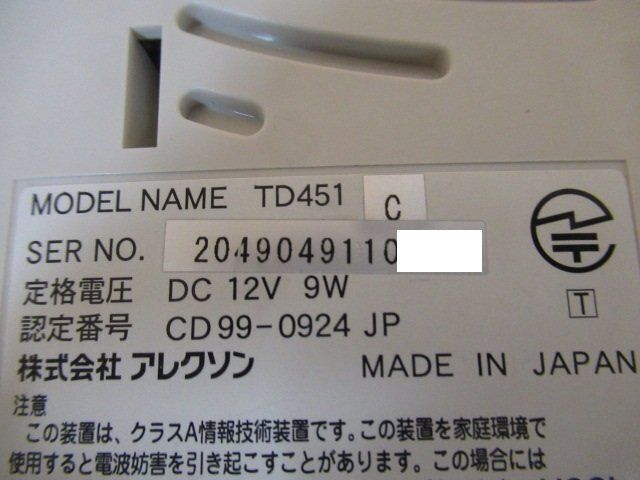 MODEL NAME TD451 C
SER NO. 2049049110
定格電圧 DC 12V 9W
T
認定番号 CD99-0924 JP
株式会社 アレクソン MADE IN JAPAN
注意
この装置は、クラスA情報技術装置です。この装置を家庭環境で
使用すると電波妨害を引き起こすことがあります。この場合には